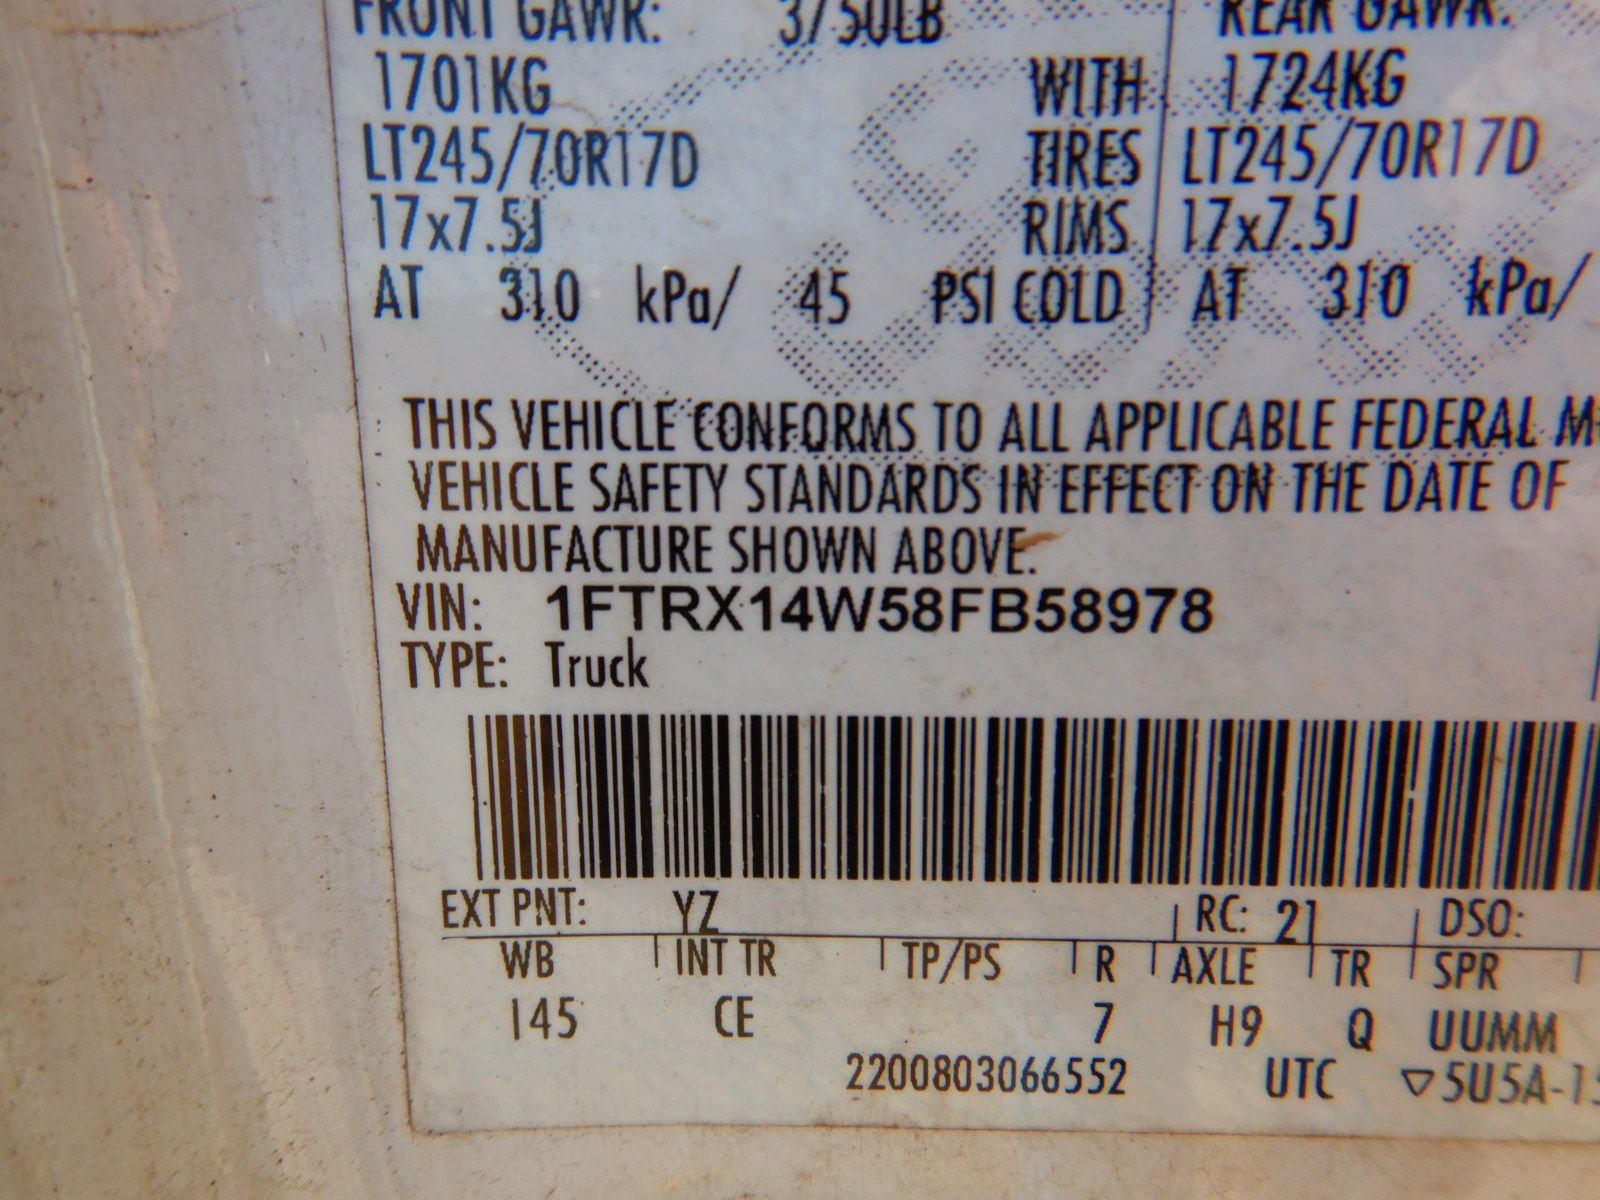 FRONT GAWR: 3750LB REAR GAWR:
1701KG WITH 1724KG
LT245/70R17D TIRES LT245/70R17D
17x7.5J RIMS 17x7.5J
AT 310 kPa/ 45 PSI COLD AT 310 kPa/
THIS VEHICLE CONFORMS TO ALL APPLICABLE FEDERAL M
VEHICLE SAFETY STANDARDS IN EFFECT ON THE DATE OF
MANUFACTURE SHOWN ABOVE.
VIN: 1FTRX14W58FB58978
TYPE: Truck
EXT PNT: YZ RC: 21 DSO:
WB INT TR TP/PS R AXLE TR SPR
145 CE 7 H9 Q UUMM
2200803066552 UTC ▽5U5A-15